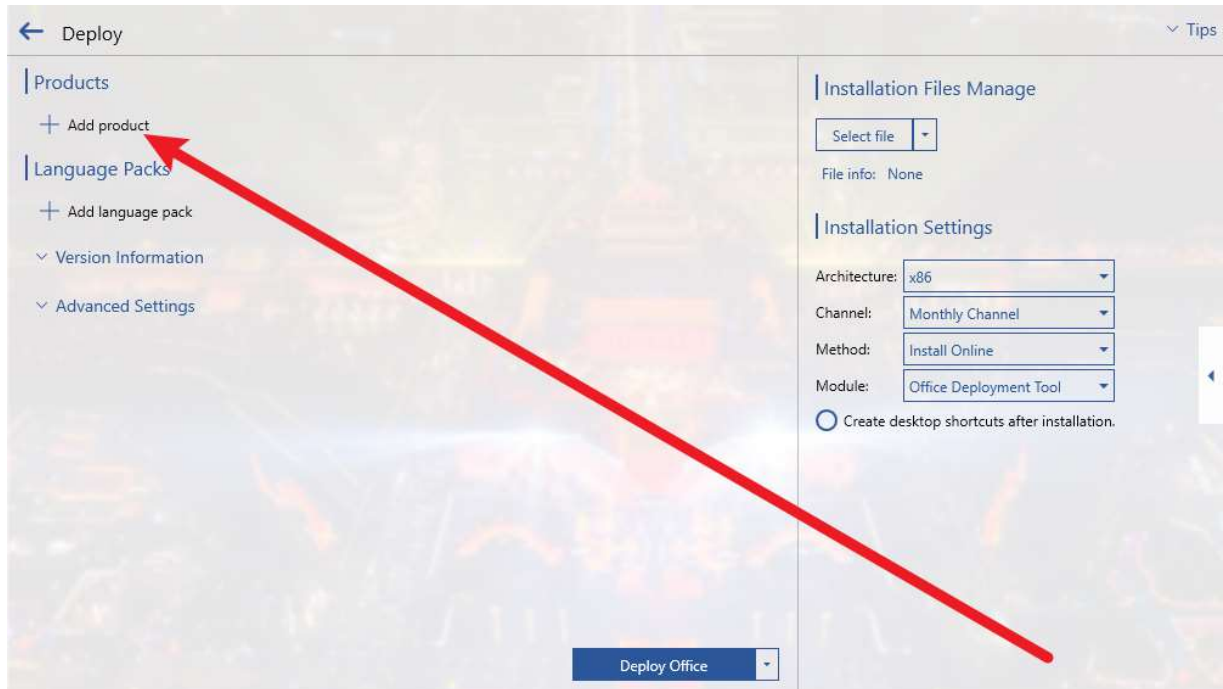 Deploy
Tips
Products
Add product
Language Packs
Add language pack
Version Information
Advanced Settings
Installation Files Manage
Select file
File info: None
Installation Settings
Architecture: x86
Channel: Monthly Channel
Method: Install Online
Module: Office Deployment Tool
Create desktop shortcuts after installation.
Deploy Office